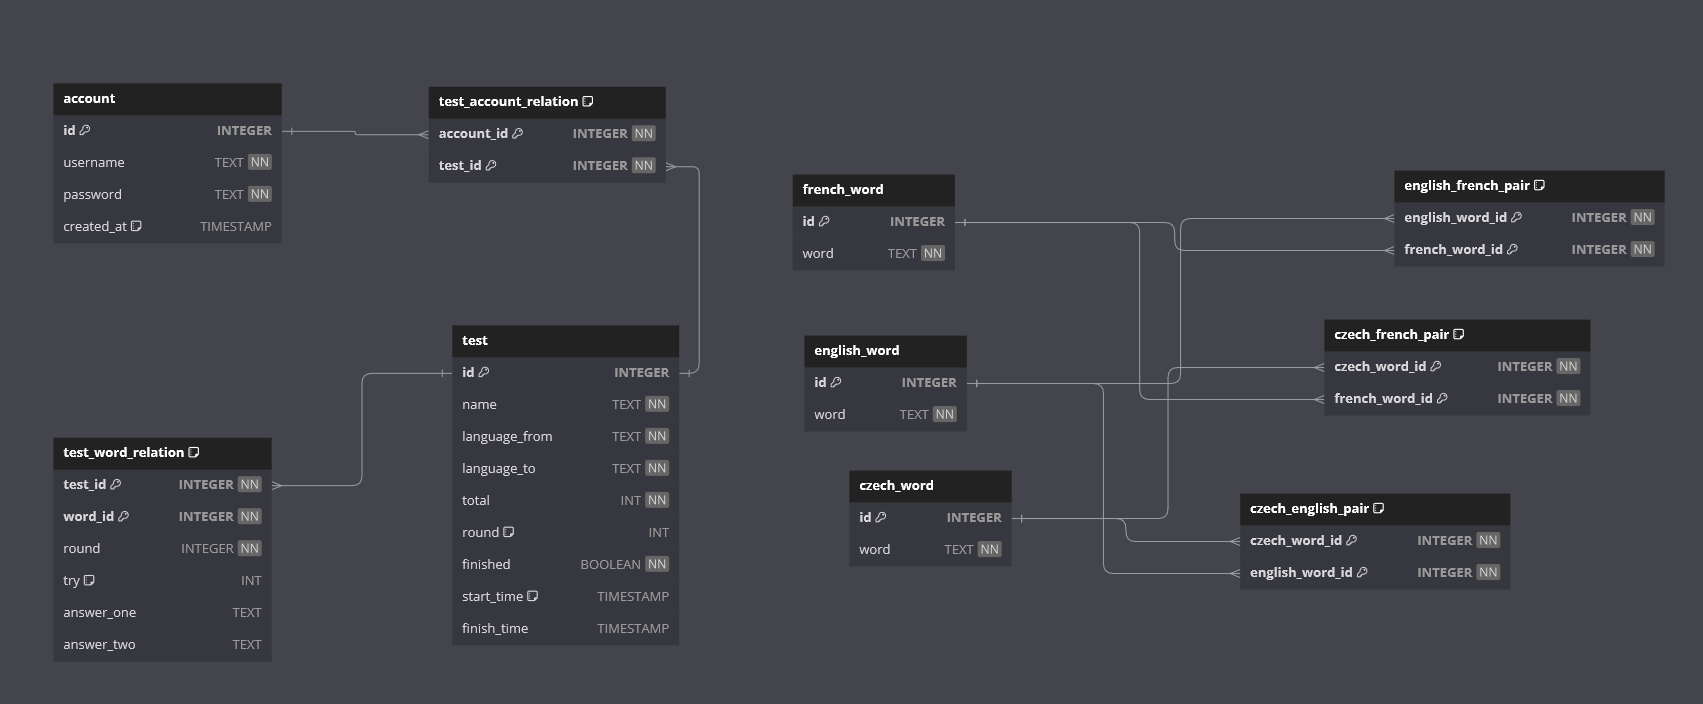 account
id INTEGER
username TEXT NN
password TEXT NN
created_at TIMESTAMP
test_account_relation
account_id INTEGER NN
test_id INTEGER NN
test
id INTEGER
name TEXT NN
language_from TEXT NN
language_to TEXT NN
total INT NN
round INT
finished BOOLEAN NN
start_time TIMESTAMP
finish_time TIMESTAMP
test_word_relation
test_id INTEGER NN
word_id INTEGER NN
round INTEGER NN
try INT
answer_one TEXT
answer_two TEXT
french_word
id INTEGER
word TEXT NN
english_word
id INTEGER
word TEXT NN
czech_word
id INTEGER
word TEXT NN
english_french_pair
english_word_id INTEGER NN
french_word_id INTEGER NN
czech_french_pair
czech_word_id INTEGER NN
french_word_id INTEGER NN
czech_english_pair
czech_word_id INTEGER NN
english_word_id INTEGER NN